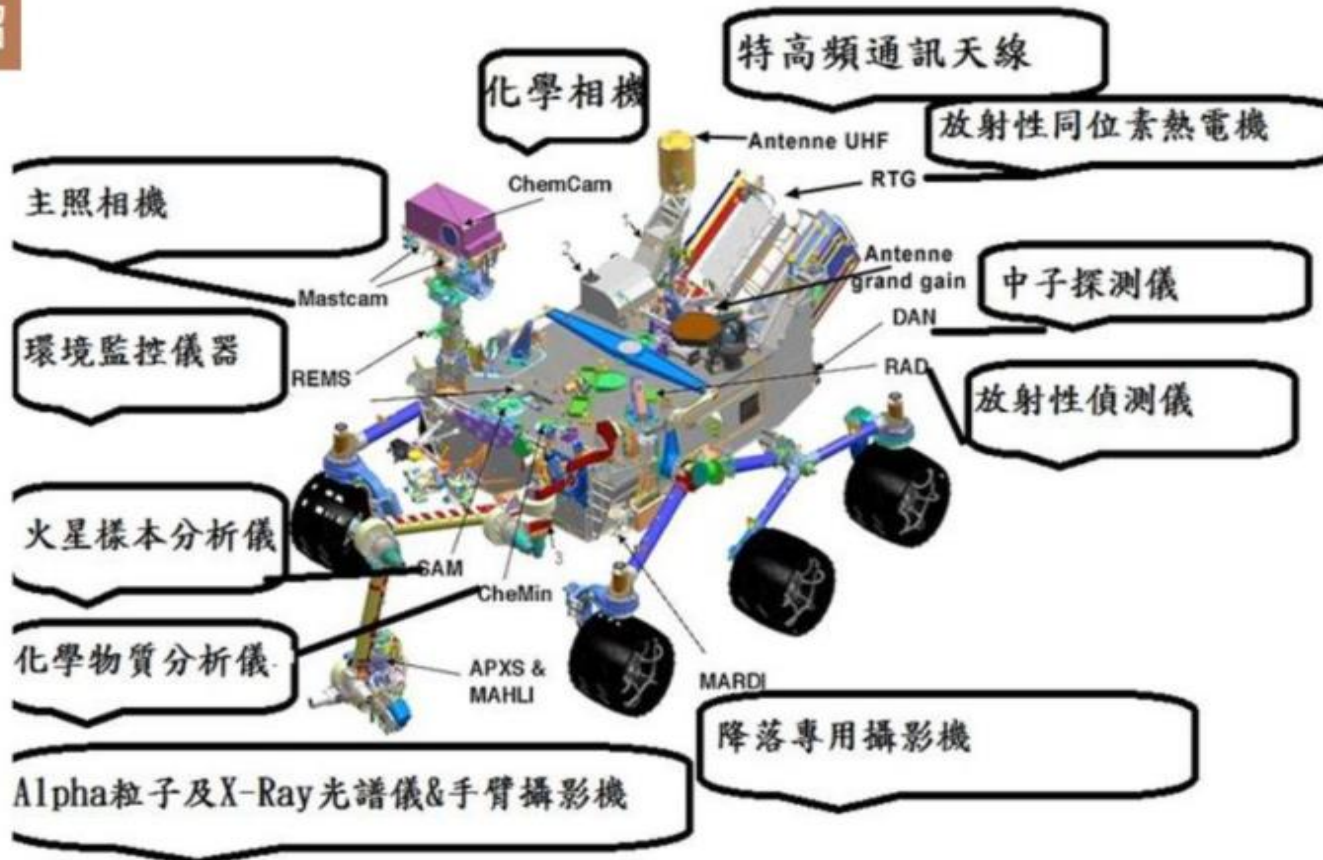 特高頻通訊天線
化學相機
放射性同位素熱電機
Antenne UHF
ChemCam
RTG
主照相機
1
2
Antenne
grand gain
中子探測儀
Mastcam
DAN
環境監控儀器
REMS
RAD
放射性偵測儀
火星樣本分析儀
3
SAM
CheMin
化學物質分析儀
APXS &
MAHLI
MARDI
降落專用攝影機
Alpha粒子及X-Ray光譜儀&手臂攝影機